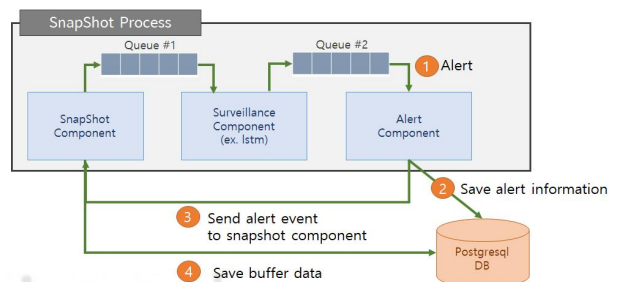 SnapShot Process
Queue #1
Queue #2
1 Alert
SnapShot
Component
Surveillance
Component
(ex. lstm)
Alert
Component
2 Save alert information
3 Send alert event
to snapshot component
Postgresql
DB
4 Save buffer data